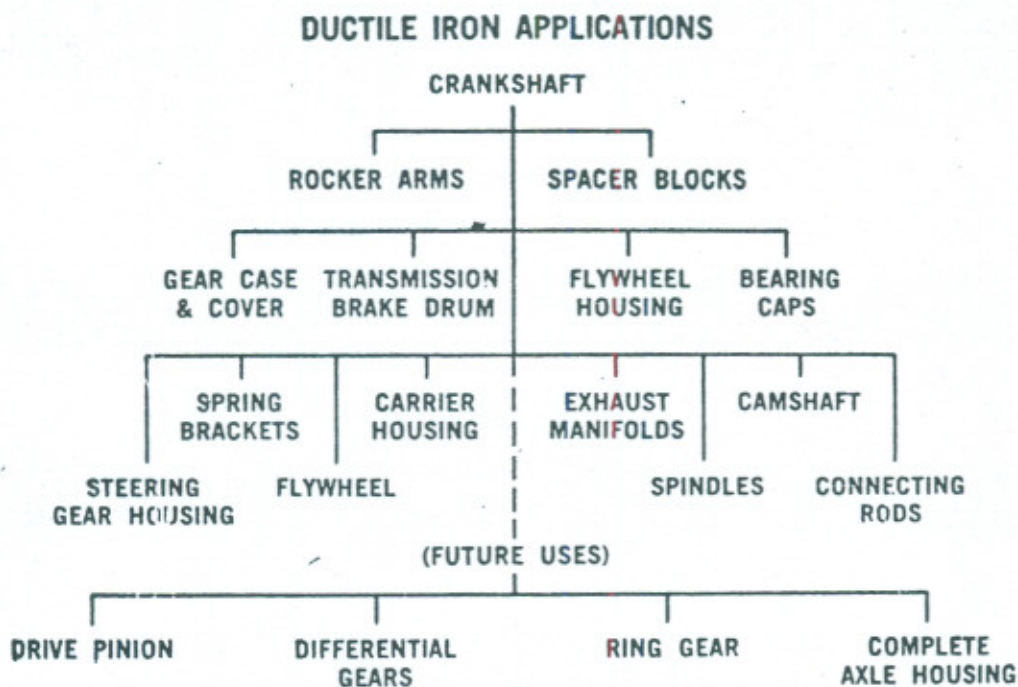 DUCTILE IRON APPLICATIONS
CRANKSHAFT
ROCKER ARMS
SPACER BLOCKS
GEAR CASE
& COVER
TRANSMISSION
BRAKE DRUM
FLYWHEEL
HOUSING
BEARING
CAPS
SPRING
BRACKETS
CARRIER
HOUSING
EXHAUST
MANIFOLDS
CAMSHAFT
STEERING
GEAR HOUSING
FLYWHEEL
SPINDLES
CONNECTING
RODS
(FUTURE USES)
DRIVE PINION
DIFFERENTIAL
GEARS
RING GEAR
COMPLETE
AXLE HOUSING